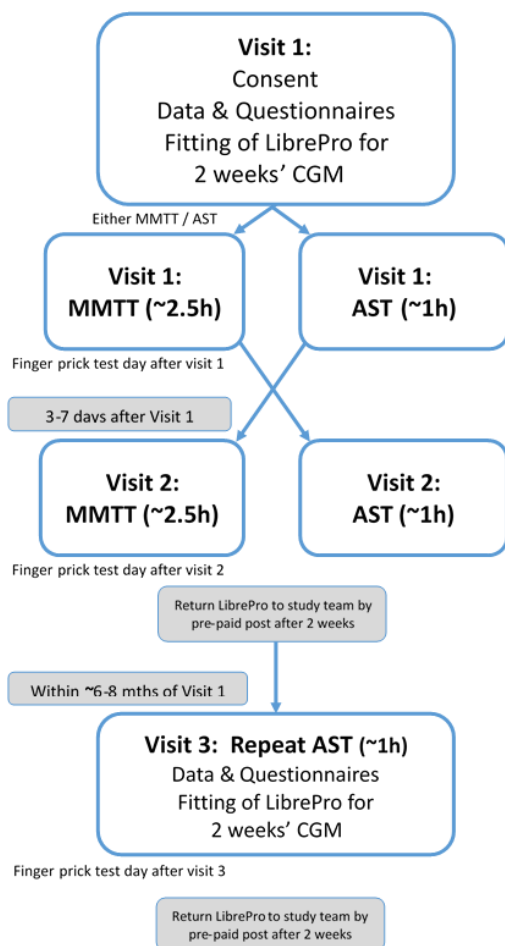 Visit 1:
Consent
Data & Questionnaires
Fitting of LibrePro for
2 weeks' CGM
Either MMTT / AST
Visit 1:
MMTT (~2.5h)
Visit 1:
AST (~1h)
Finger prick test day after visit 1
3-7 days after Visit 1
Visit 2:
MMTT (~2.5h)
Visit 2:
AST (~1h)
Finger prick test day after visit 2
Return LibrePro to study team by
pre-paid post after 2 weeks
Within ~6-8 mths of Visit 1
Visit 3: Repeat AST (~1h)
Data & Questionnaires
Fitting of LibrePro for
2 weeks' CGM
Finger prick test day after visit 3
Return LibrePro to study team by
pre-paid post after 2 weeks